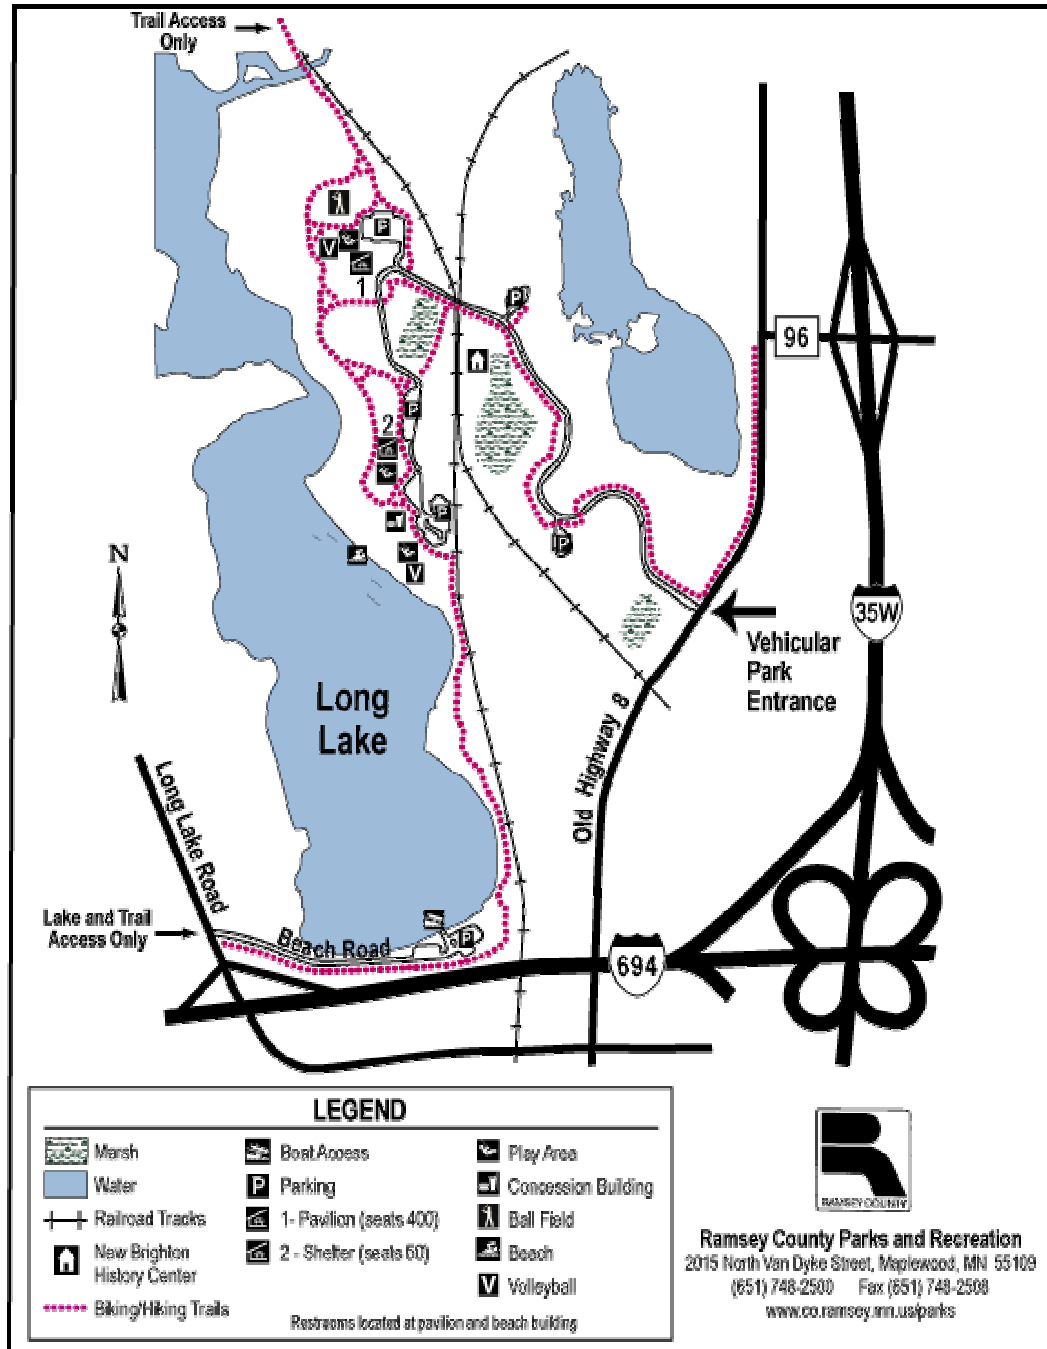 Trail Access
Only
P
V
1
P
96
2
P
P
P
V
N
35W
Vehicular
Park
Entrance
Long
Lake
Old Highway 8
Long Lake Road
Lake and Trail
Access Only
Beach Road
P
694
LEGEND
Marsh
Water
Railroad Tracks
New Brighton
History Center
Biking/Hiking Trails
Boat Access
P Parking
1- Pavilion (seats 400)
2 - Shelter (seats 60)
Play Area
Concession Building
Ball Field
Beach
V Volleyball
Restrooms located at pavilion and beach building
RAMSEY COUNTY
Ramsey County Parks and Recreation
2015 North Van Dyke Street, Maplewood, MN 55109
(651) 748-2500 Fax (651) 748-2508
www.co.ramsey.mn.us/parks